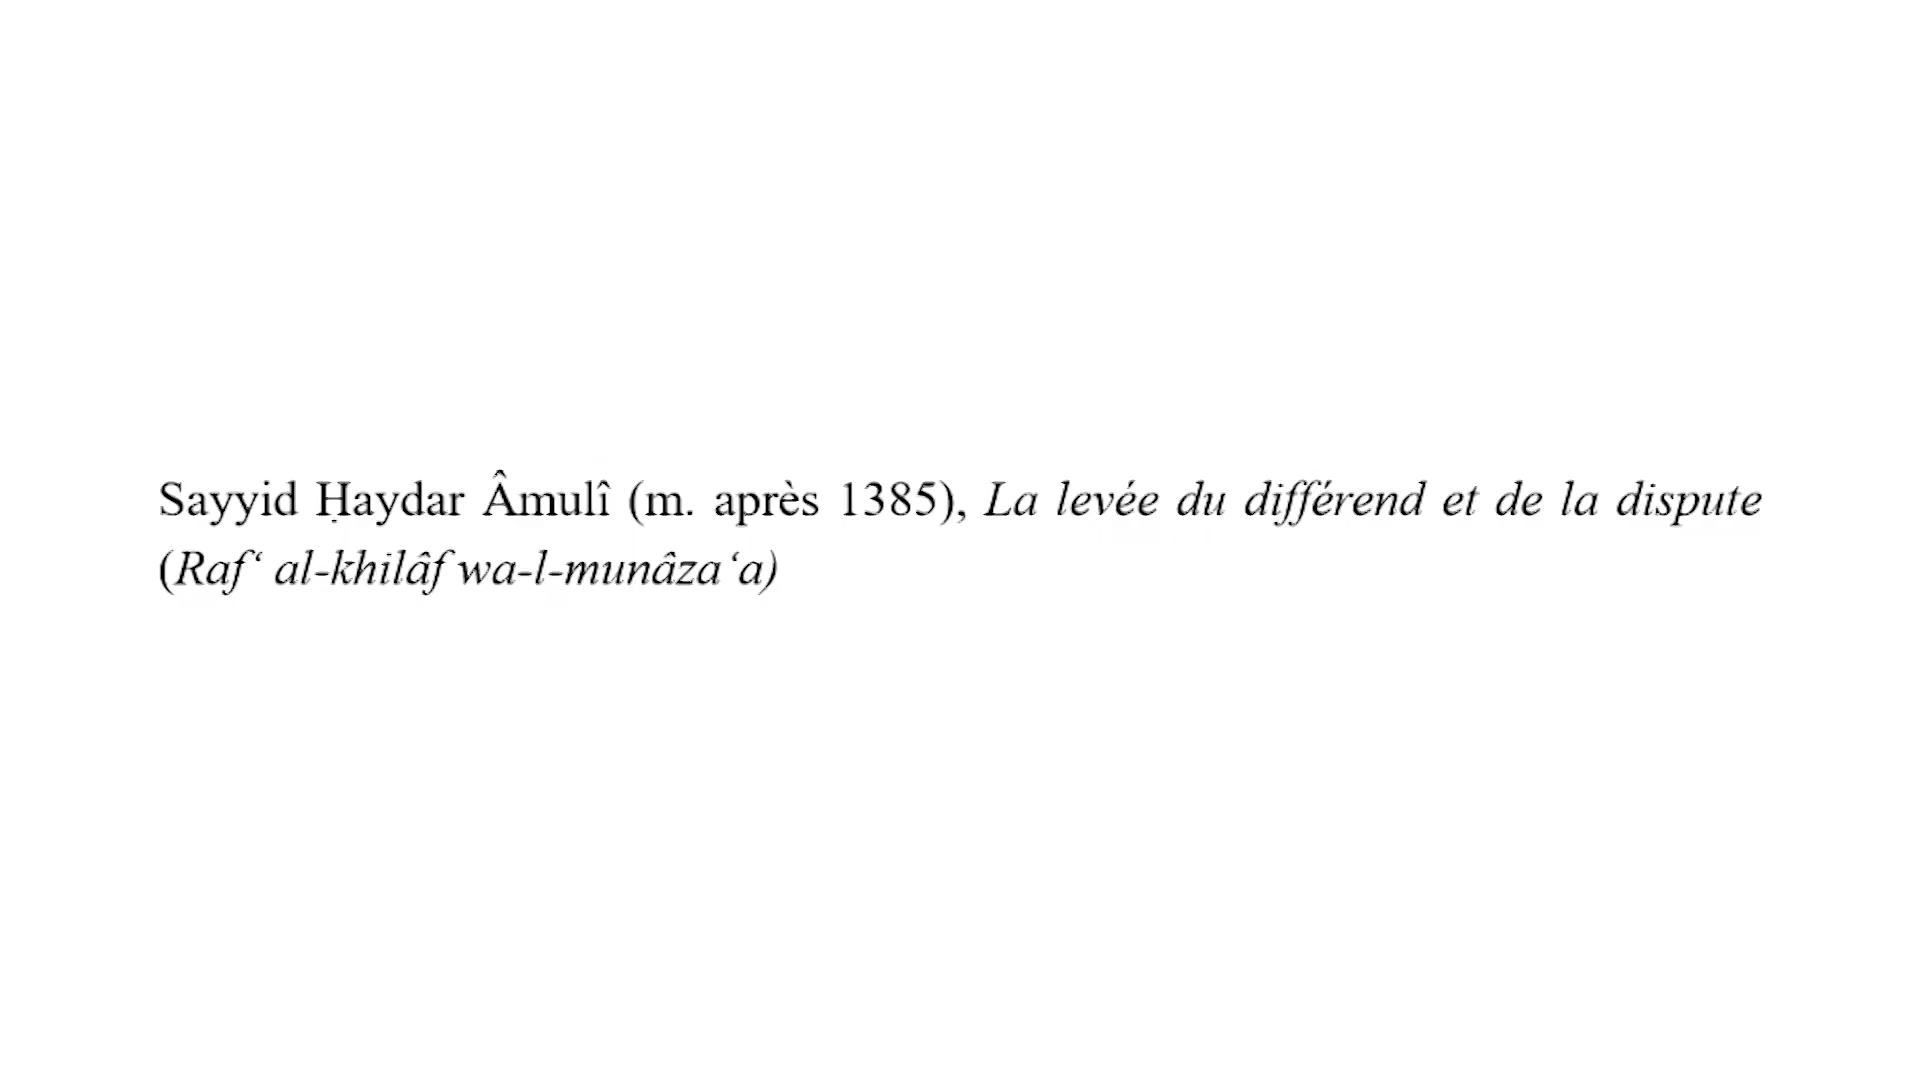 Sayyid Ḥaydar Âmulî (m. après 1385), La levée du différend et de la dispute
(Raf‘ al-khilâf wa-l-munâza‘a)